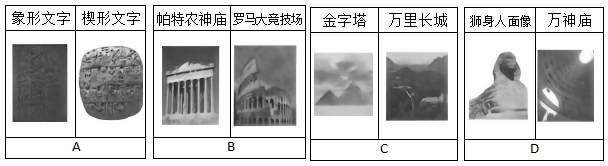 象形文字 楔形文字
帕特农神庙 罗马大竞技场
金字塔 万里长城
狮身人面像 万神庙
A
B
C
D